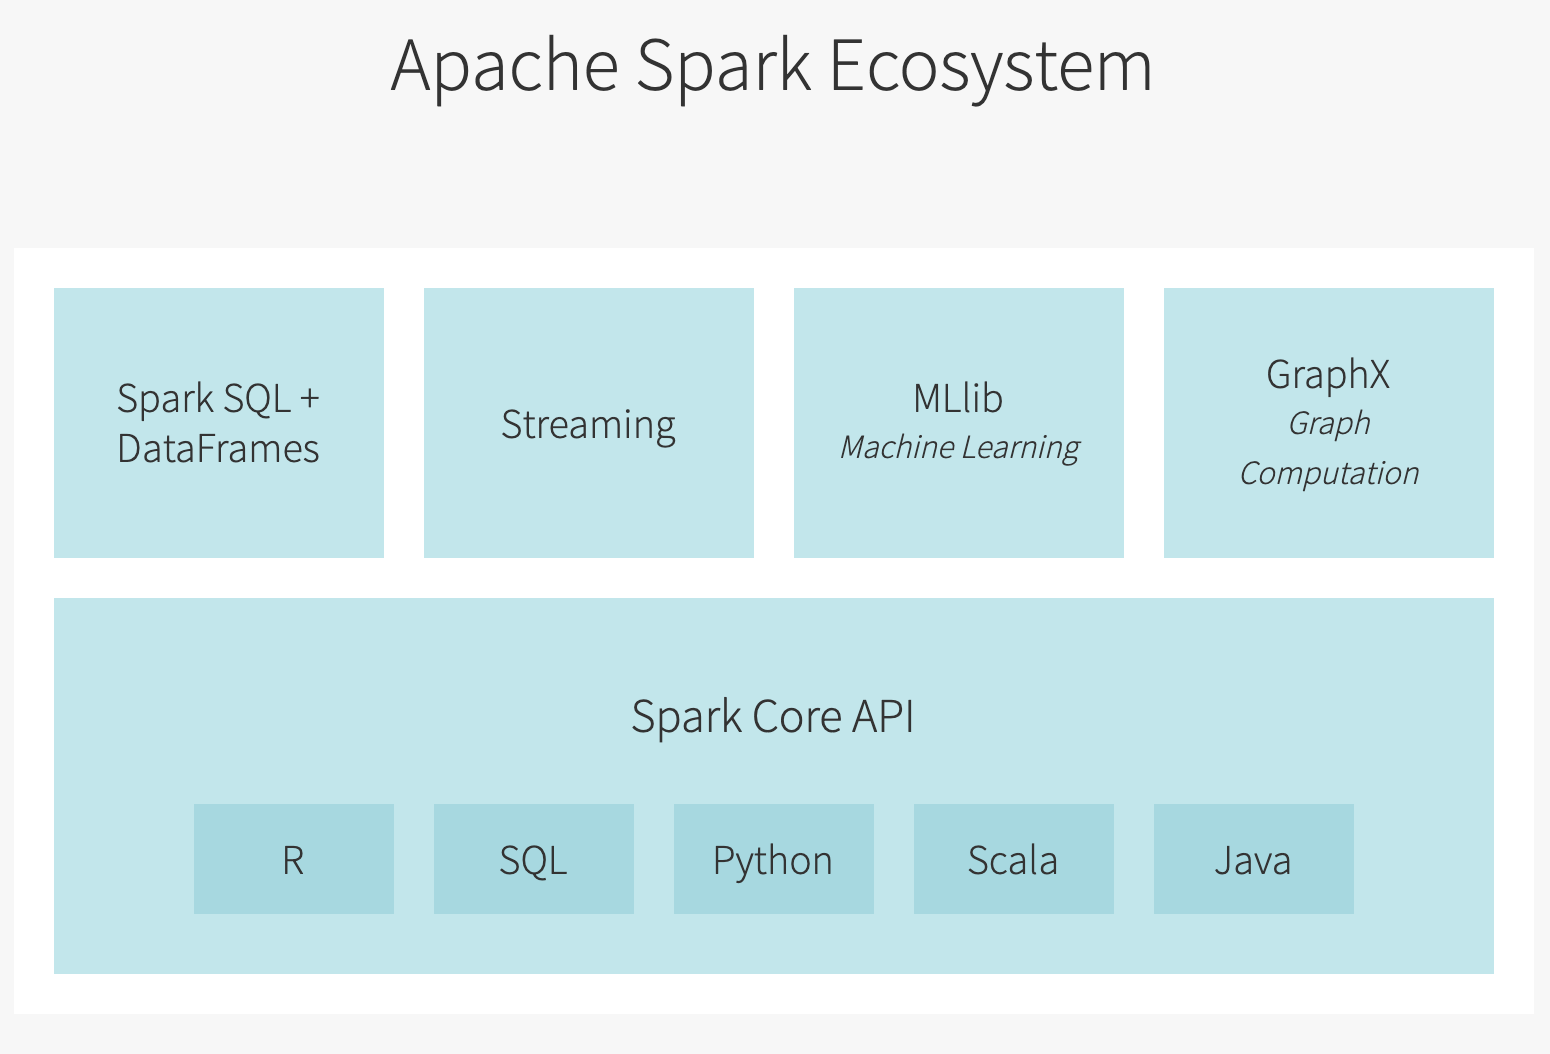 Apache Spark Ecosystem
Spark SQL +
DataFrames
Streaming
MLlib
Machine Learning
GraphX
Graph
Computation
Spark Core API
R
SQL
Python
Scala
Java